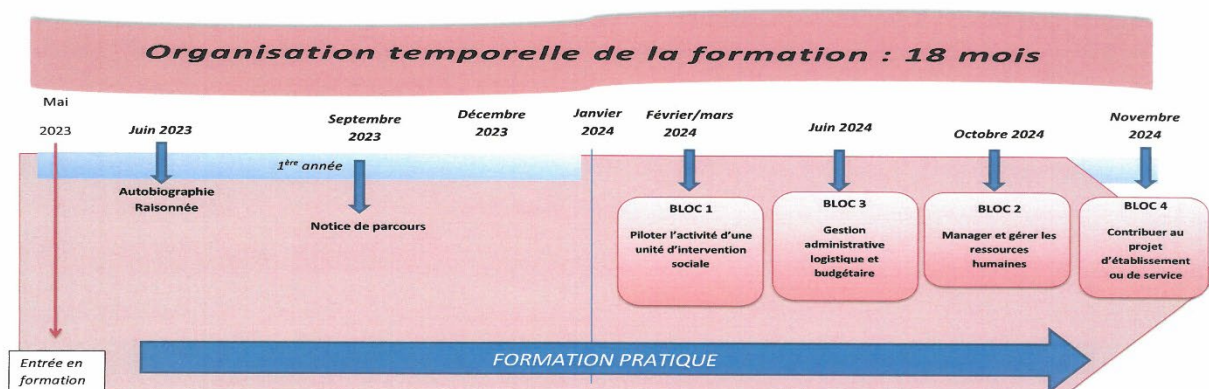 Organisation temporelle de la formation : 18 mois
Mai
2023
Juin 2023
Septembre
2023
Décembre
2023
Janvier
2024
Février/mars
2024
Juin 2024
Octobre 2024
Novembre
2024
1ère année
Autobiographie
Raisonnée
Notice de parcours
BLOC 1
Piloter l'activité d'une
unité d'intervention
sociale
BLOC 3
Gestion
administrative
logistique et
budgétaire
BLOC 2
Manager et gérer les
ressources
humaines
BLOC 4
Contribuer au
projet
d'établissement
ou de service
FORMATION PRATIQUE
Entrée en
formation